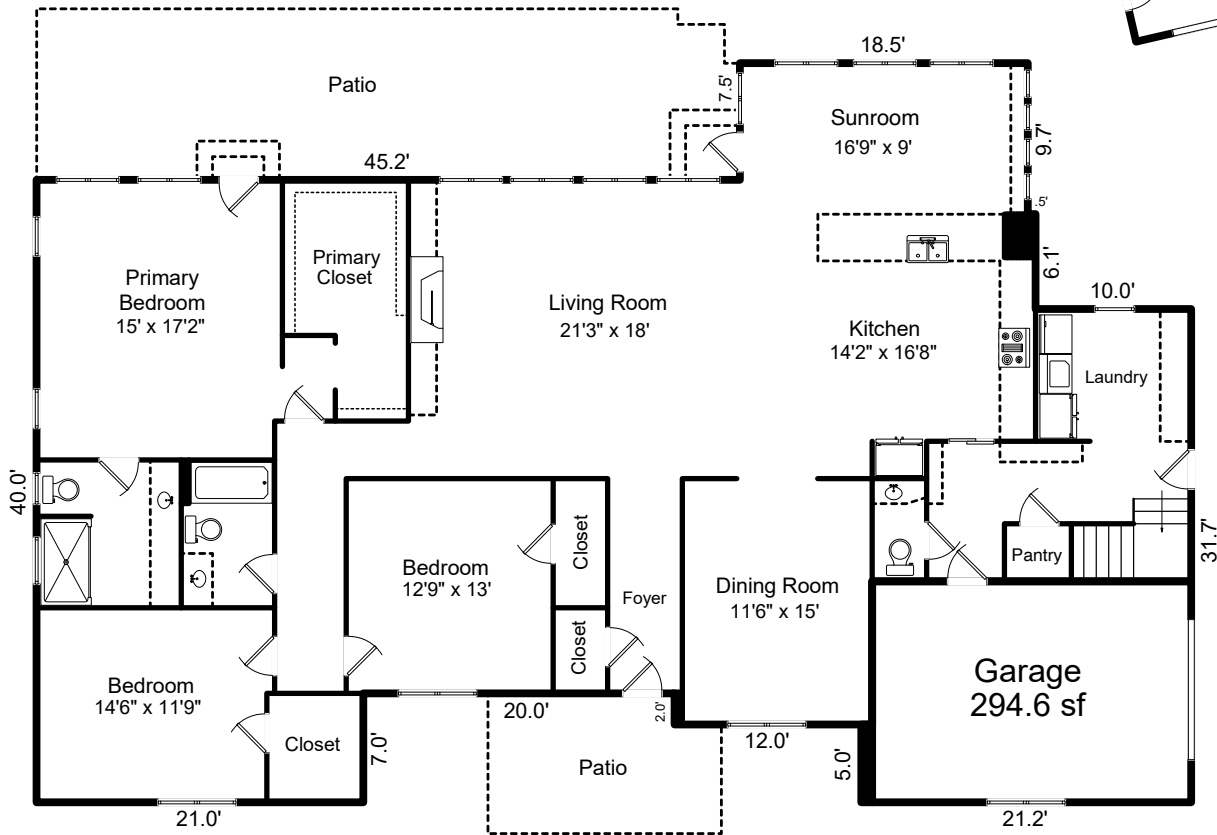 18.5'
Patio
7.5'
Sunroom
16'9" x 9'
9.7'
45.2'
.5'
Primary
Closet
6.1'
Primary
Bedroom
15' x 17'2"
Living Room
21'3" x 18'
10.0'
Kitchen
14'2" x 16'8"
Laundry
40.0'
31.7'
Closet
Pantry
Bedroom
12'9" x 13'
Dining Room
11'6" x 15'
Foyer
Closet
Garage
294.6 sf
Bedroom
14'6" x 11'9"
20.0'
2.0'
Closet
7.0'
12.0'
5.0'
Patio
21.0'
21.2'